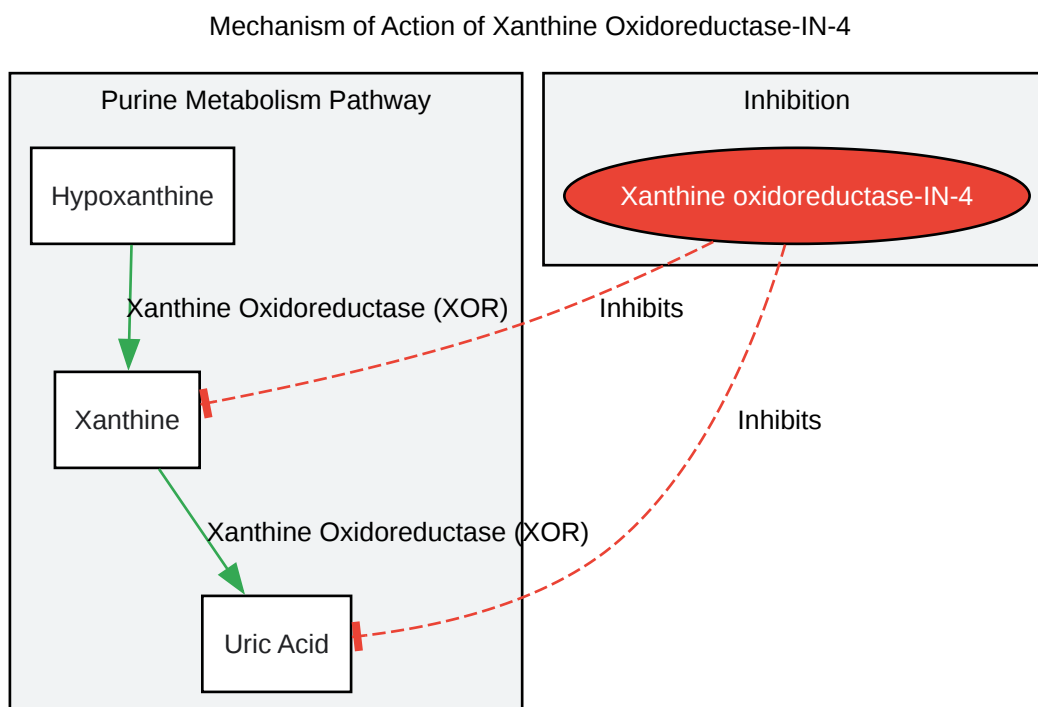 Mechanism of Action of Xanthine Oxidoreductase-IN-4
Purine Metabolism Pathway
Inhibition
Hypoxanthine
Xanthine oxidoreductase-IN-4
Xanthine Oxidoreductase (XOR)
Inhibits
Xanthine
Inhibits
Xanthine Oxidoreductase (XOR)
Uric Acid